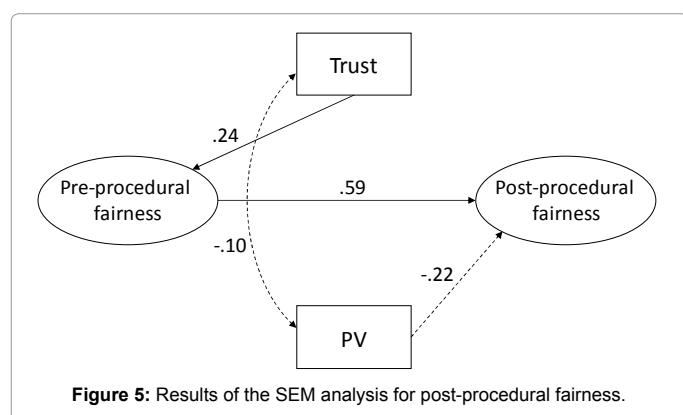 Trust
.24
Pre-procedural
fairness
.59
Post-procedural
fairness
-.10
-.22
PV
Figure 5: Results of the SEM analysis for post-procedural fairness.